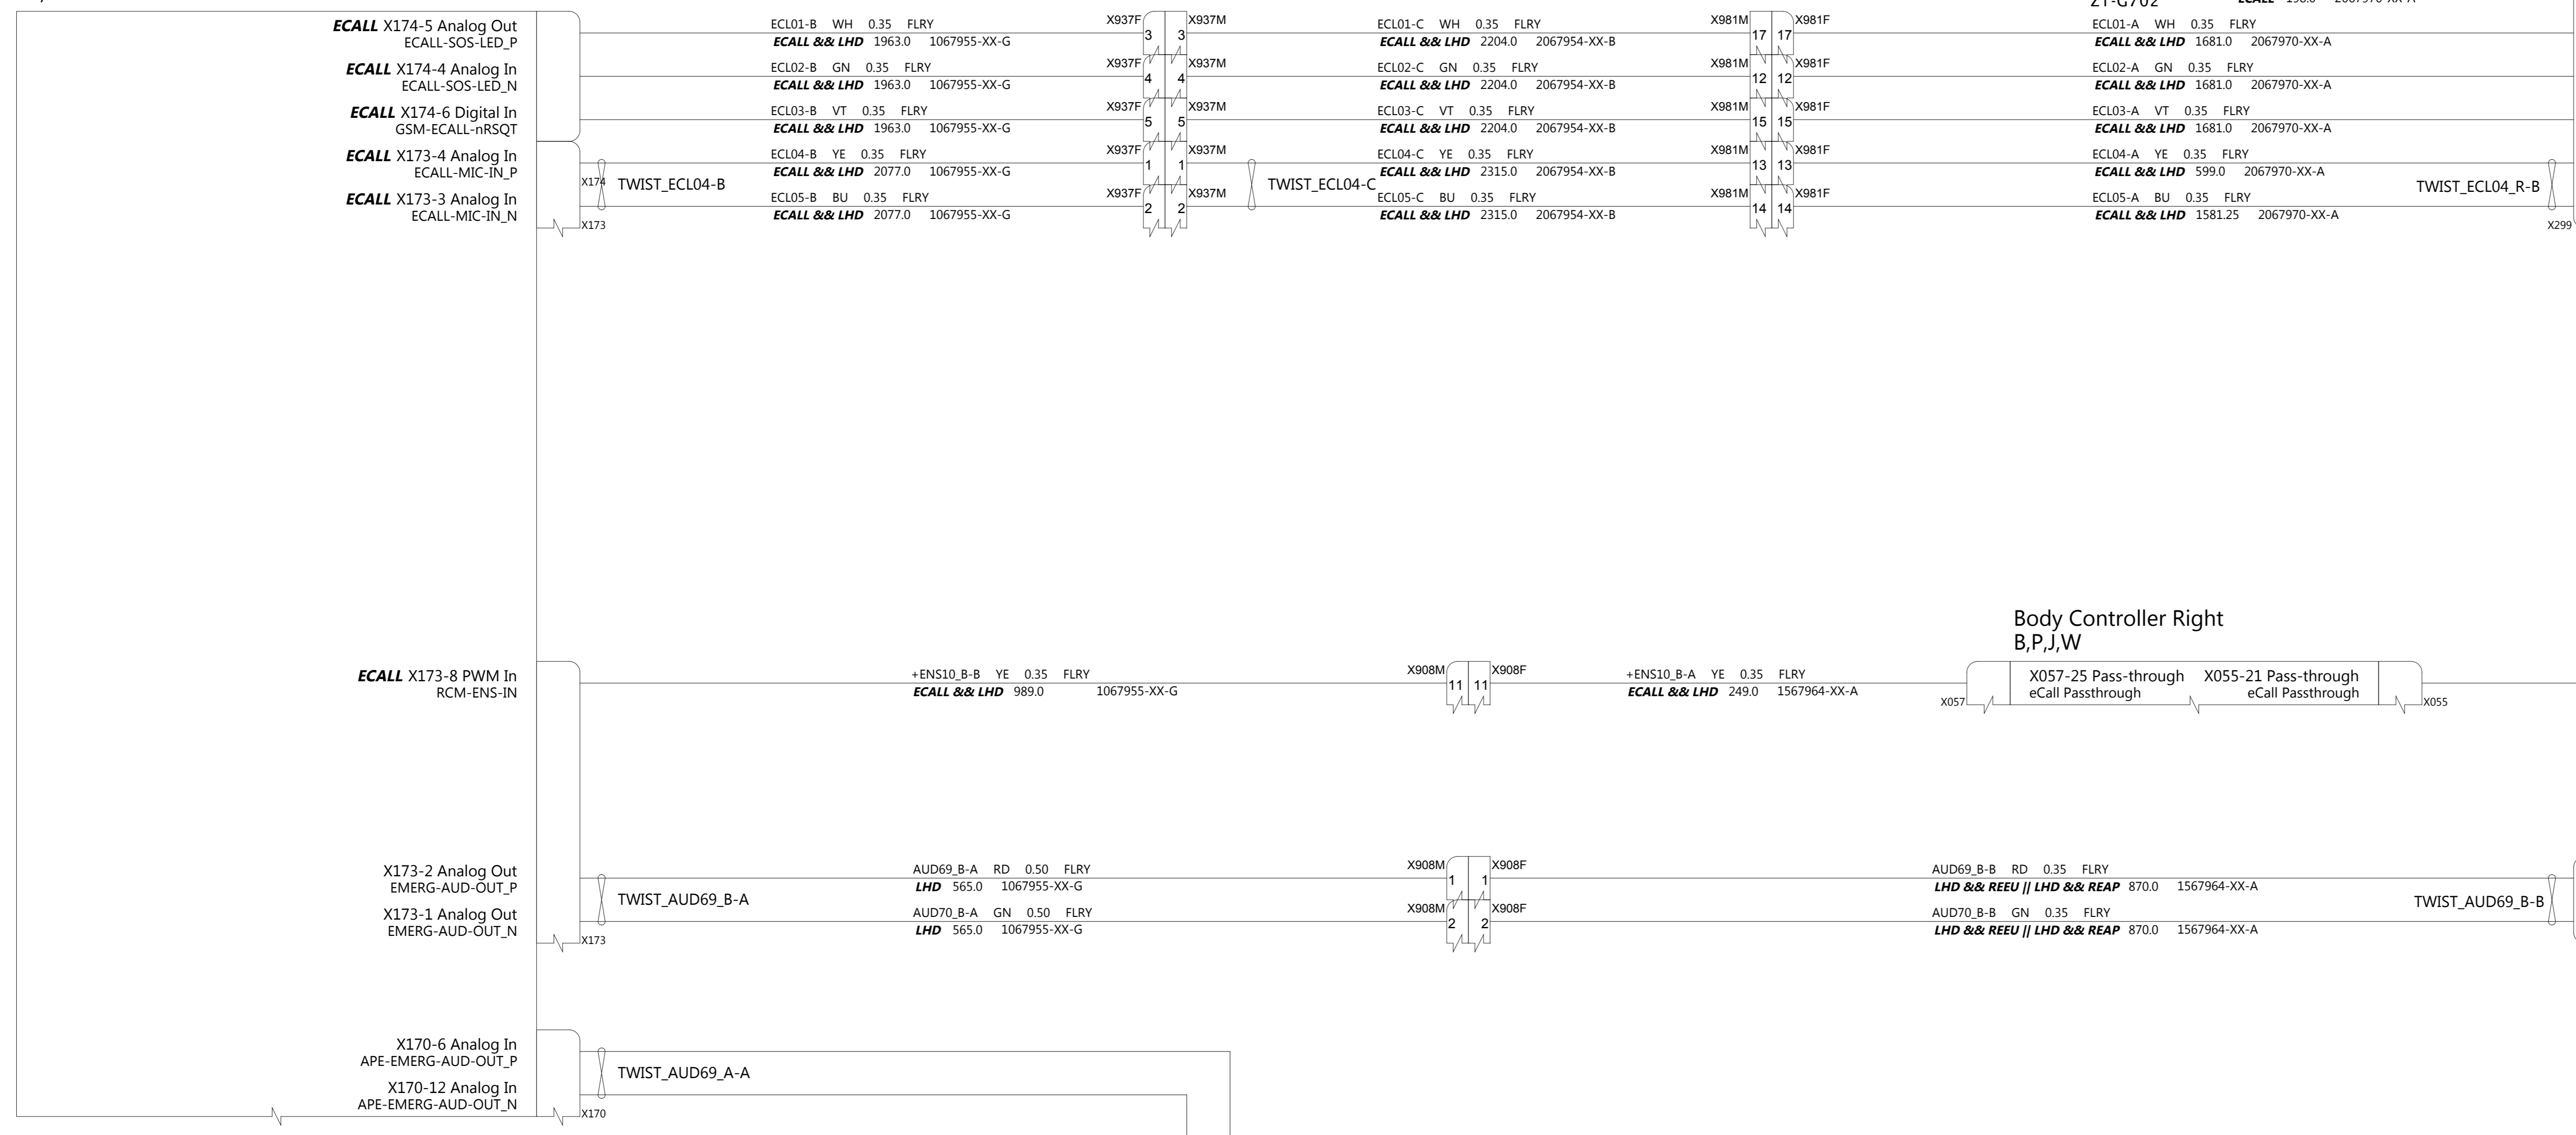 ECALL X174-5 Analog Out
ECALL-SOS-LED_P
ECL01-B WH 0.35 FLRY
ECALL && LHD 1963.0 1067955-XX-G
X937F 3 3 X937M
ECL01-C WH 0.35 FLRY
ECALL && LHD 2204.0 2067954-XX-B
X981M 17 17 X981F
ECL01-A WH 0.35 FLRY
ECALL && LHD 1681.0 2067970-XX-A
ECALL X174-4 Analog In
ECALL-SOS-LED_N
ECL02-B GN 0.35 FLRY
ECALL && LHD 1963.0 1067955-XX-G
X937F 4 4 X937M
ECL02-C GN 0.35 FLRY
ECALL && LHD 2204.0 2067954-XX-B
X981M 12 12 X981F
ECL02-A GN 0.35 FLRY
ECALL && LHD 1681.0 2067970-XX-A
ECALL X174-6 Digital In
GSM-ECALL-nRSQT
ECL03-B VT 0.35 FLRY
ECALL && LHD 1963.0 1067955-XX-G
X937F 5 5 X937M
ECL03-C VT 0.35 FLRY
ECALL && LHD 2204.0 2067954-XX-B
X981M 15 15 X981F
ECL03-A VT 0.35 FLRY
ECALL && LHD 1681.0 2067970-XX-A
ECALL X173-4 Analog In
ECALL-MIC-IN_P
X174
TWIST_ECL04-B
ECL04-B YE 0.35 FLRY
ECALL && LHD 2077.0 1067955-XX-G
X937F 1 1 X937M
TWIST_ECL04-C
ECL04-C YE 0.35 FLRY
ECALL && LHD 2315.0 2067954-XX-B
X981M 13 13 X981F
ECL04-A YE 0.35 FLRY
ECALL && LHD 599.0 2067970-XX-A
TWIST_ECL04_R-B
ECALL X173-3 Analog In
ECALL-MIC-IN_N
X173
ECL05-B BU 0.35 FLRY
ECALL && LHD 2077.0 1067955-XX-G
X937F 2 2 X937M
ECL05-C BU 0.35 FLRY
ECALL && LHD 2315.0 2067954-XX-B
X981M 14 14 X981F
ECL05-A BU 0.35 FLRY
ECALL && LHD 1581.25 2067970-XX-A
X299
Body Controller Right
B,P,J,W
ECALL X173-8 PWM In
RCM-ENS-IN
+ENS10_B-B YE 0.35 FLRY
ECALL && LHD 989.0 1067955-XX-G
X908M 11 11 X908F
+ENS10_B-A YE 0.35 FLRY
ECALL && LHD 249.0 1567964-XX-A
X057
X057-25 Pass-through X055-21 Pass-through
eCall Passthrough eCall Passthrough
X055
X173-2 Analog Out
EMERG-AUD-OUT_P
TWIST_AUD69_B-A
AUD69_B-A RD 0.50 FLRY
LHD 565.0 1067955-XX-G
X908M 1 1 X908F
AUD69_B-B RD 0.35 FLRY
LHD && REEU || LHD && REAP 870.0 1567964-XX-A
TWIST_AUD69_B-B
X173-1 Analog Out
EMERG-AUD-OUT_N
X173
AUD70_B-A GN 0.50 FLRY
LHD 565.0 1067955-XX-G
X908M 2 2 X908F
AUD70_B-B GN 0.35 FLRY
LHD && REEU || LHD && REAP 870.0 1567964-XX-A
X170-6 Analog In
APE-EMERG-AUD-OUT_P
TWIST_AUD69_A-A
X170-12 Analog In
APE-EMERG-AUD-OUT_N
X170